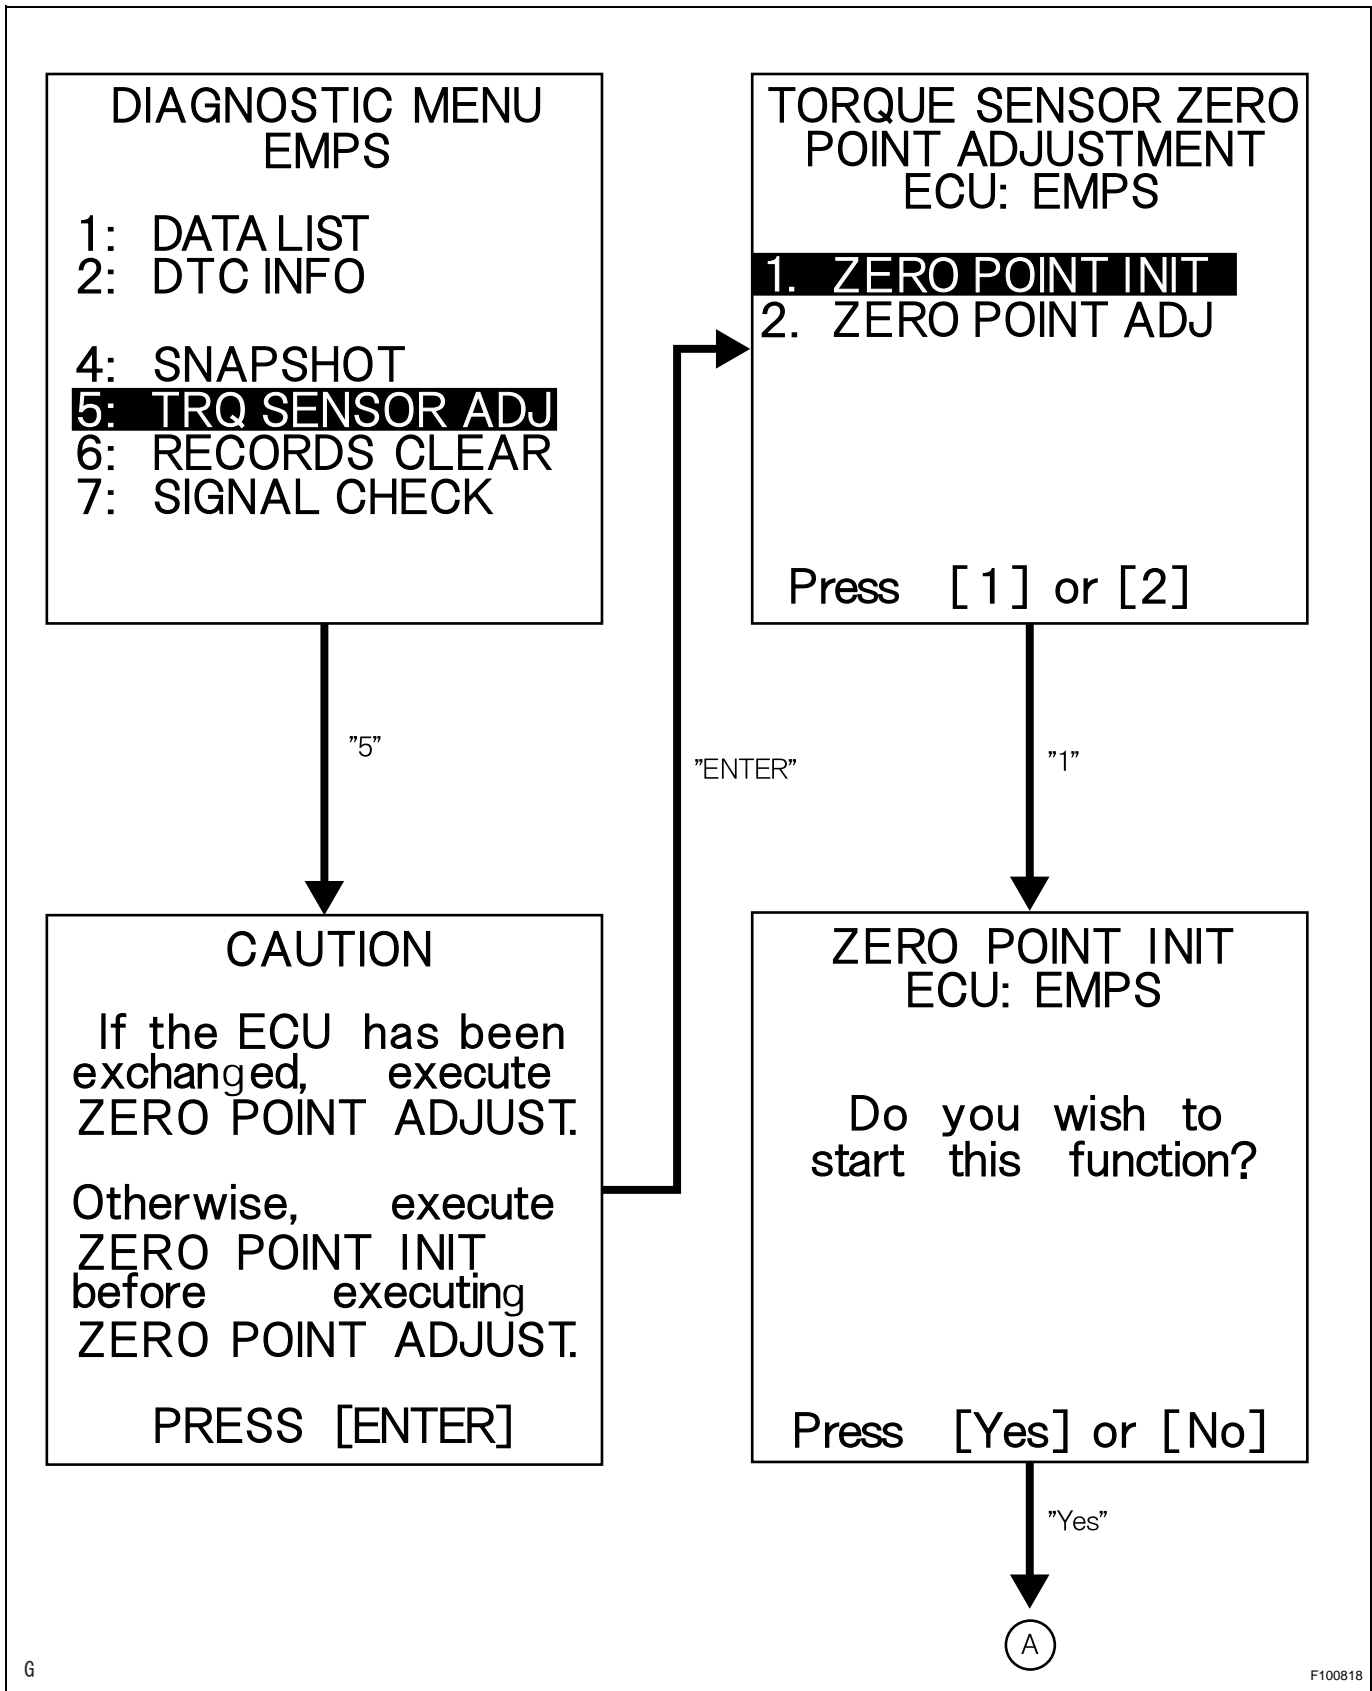 DIAGNOSTIC MENU
EMPS
1: DATA LIST
2: DTC INFO
4: SNAPSHOT
5: TRQ SENSOR ADJ
6: RECORDS CLEAR
7: SIGNAL CHECK
"5"
CAUTION
If the ECU has been
exchanged, execute
ZERO POINT ADJUST.
Otherwise, execute
ZERO POINT INIT
before executing
ZERO POINT ADJUST.
PRESS [ENTER]
"ENTER"
TORQUE SENSOR ZERO
POINT ADJUSTMENT
ECU: EMPS
1. ZERO POINT INIT
2. ZERO POINT ADJ
Press [1] or [2]
"1"
ZERO POINT INIT
ECU: EMPS
Do you wish to
start this function?
Press [Yes] or [No]
"Yes"
A
G
F100818